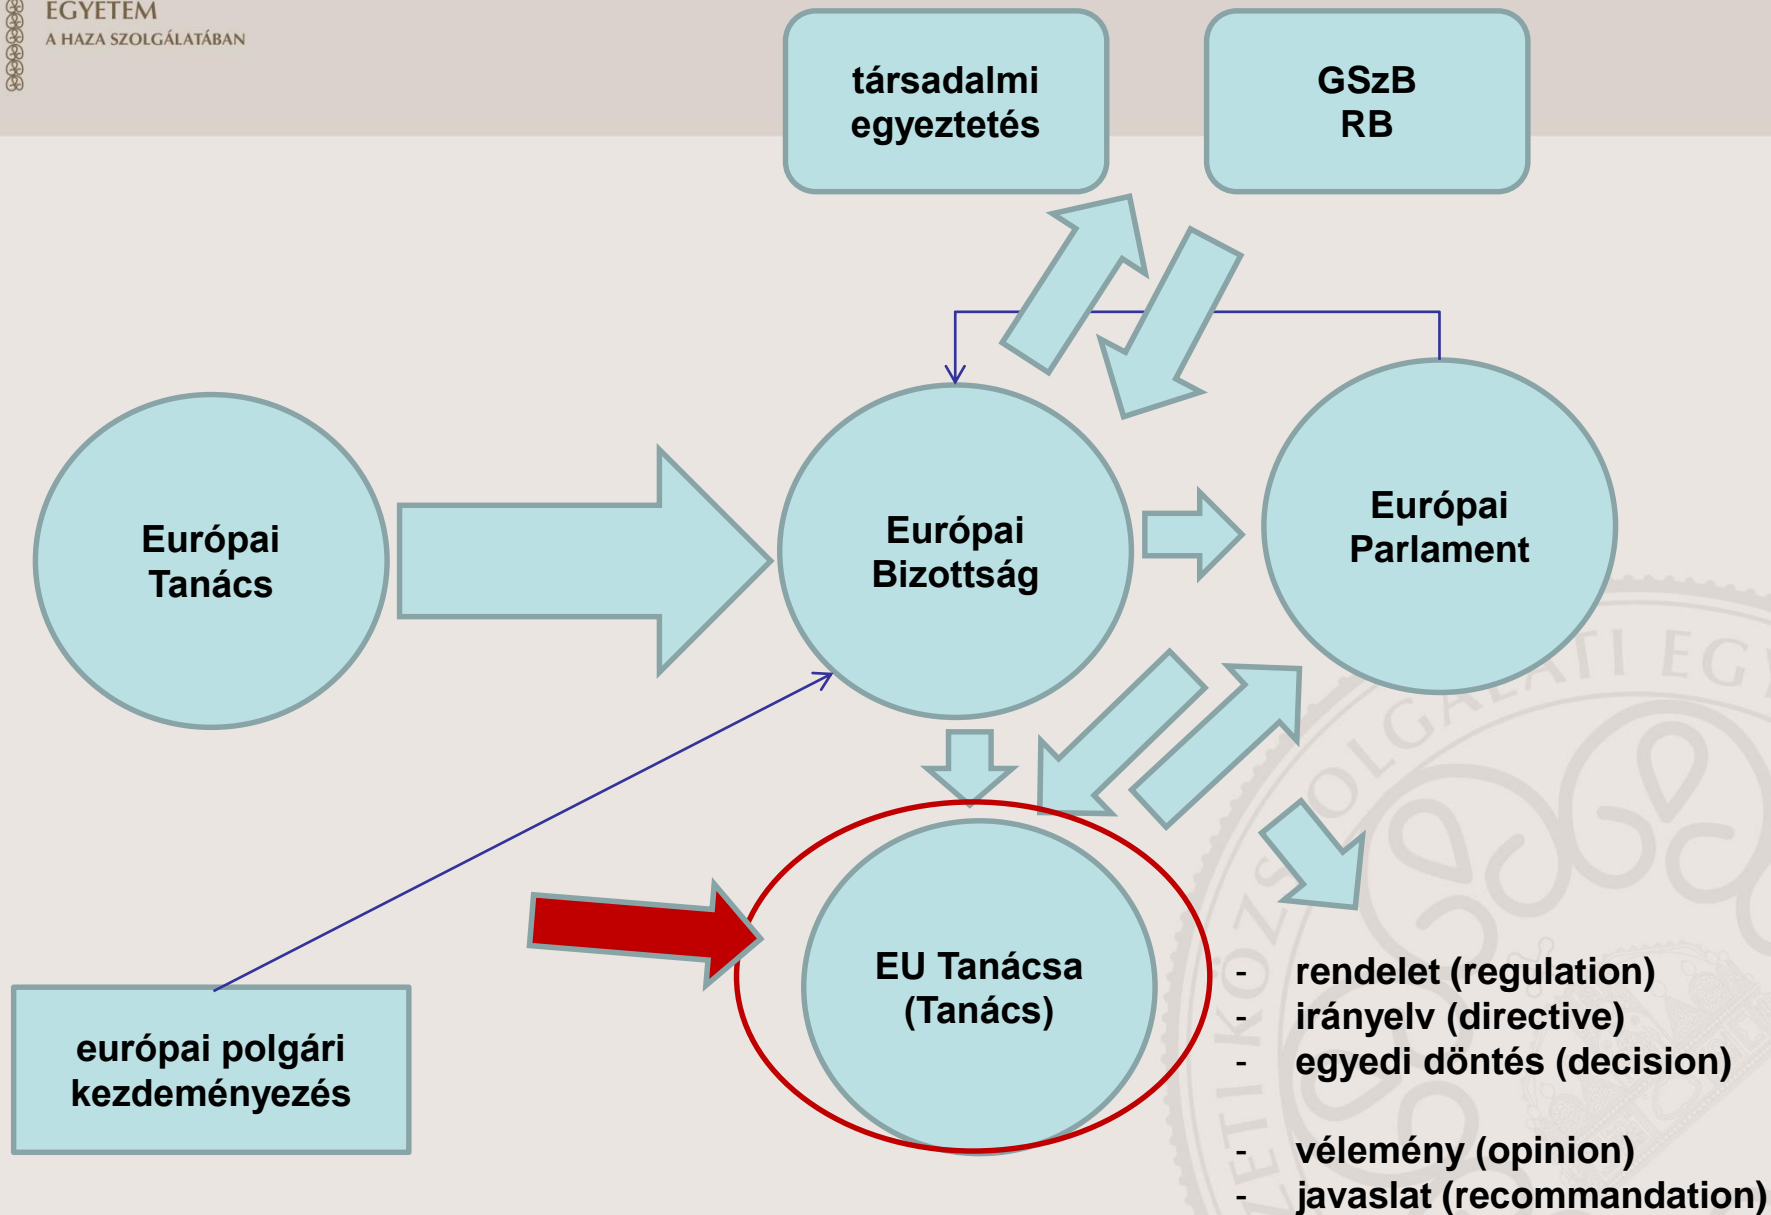 EGYETEM
A HAZA SZOLGÁLATÁBAN
társadalmi
egyeztetés
GSzB
RB
Európai
Tanács
Európai
Bizottság
Európai
Parlament
EU Tanácsa
(Tanács)
európai polgári
kezdeményezés
- rendelet (regulation)
- irányelv (directive)
- egyedi döntés (decision)
- vélemény (opinion)
- javaslat (recommandation)